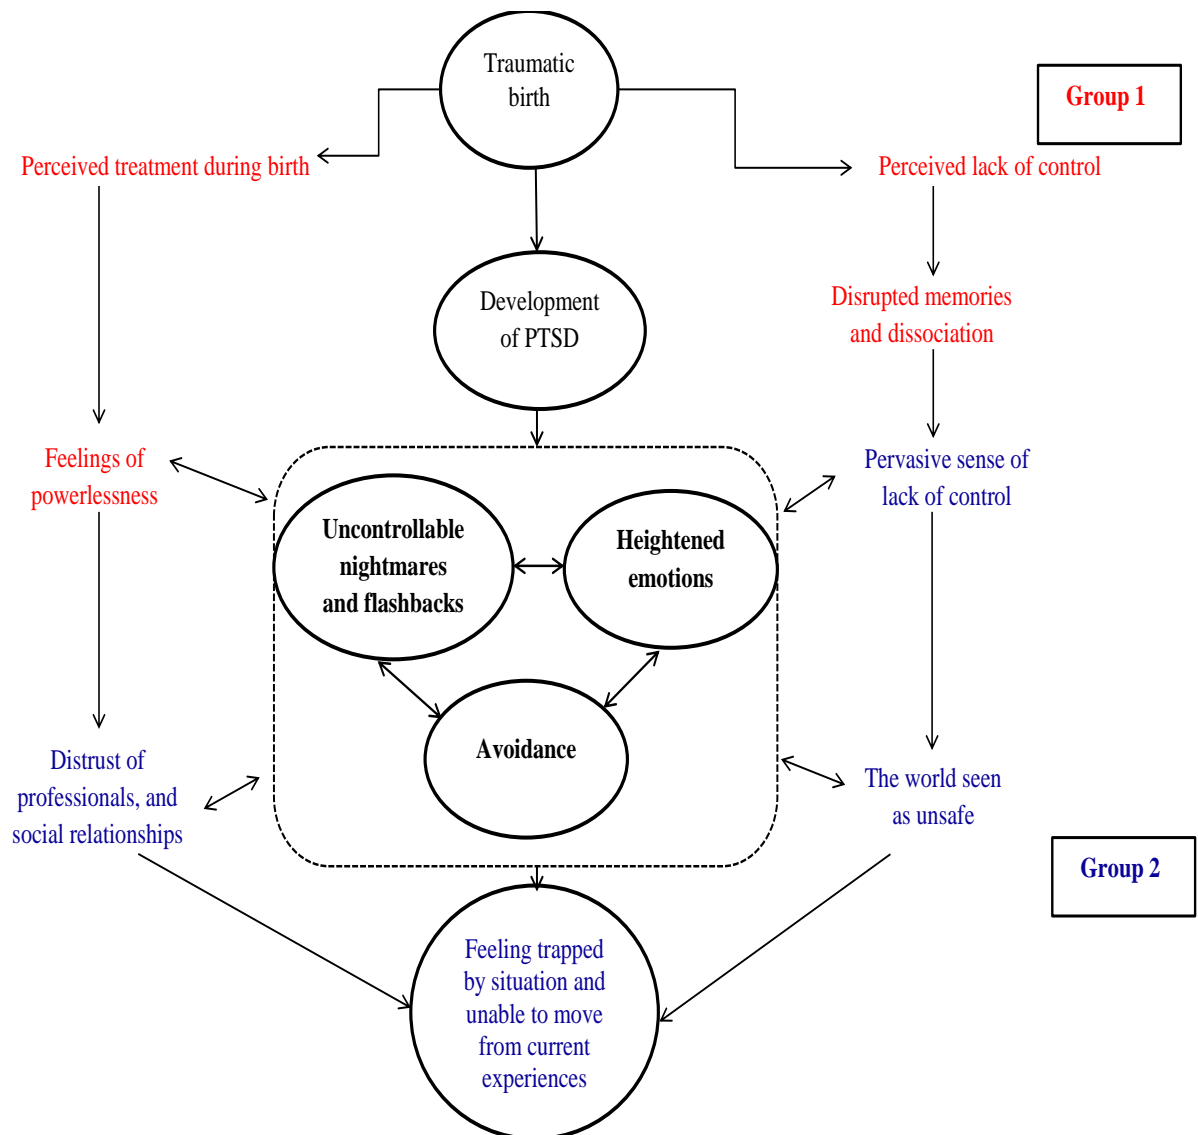 Traumatic
birth
Group 1
Perceived treatment during birth
Perceived lack of control
Development
of PTSD
Disrupted memories
and dissociation
Feelings of
powerlessness
Pervasive sense of
lack of control
Uncontrollable
nightmares
and flashbacks
Heightened
emotions
Avoidance
Distrust of
professionals, and
social relationships
The world seen
as unsafe
Group 2
Feeling trapped
by situation and
unable to move
from current
experiences